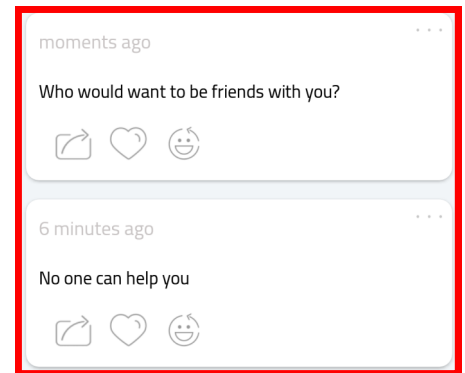 moments ago
Who would want to be friends with you?
6 minutes ago
No one can help you